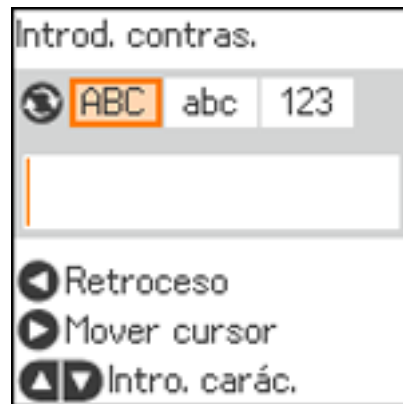 Introd. contras.
ABC abc 123
Retroceso
Mover cursor
Intro. carác.